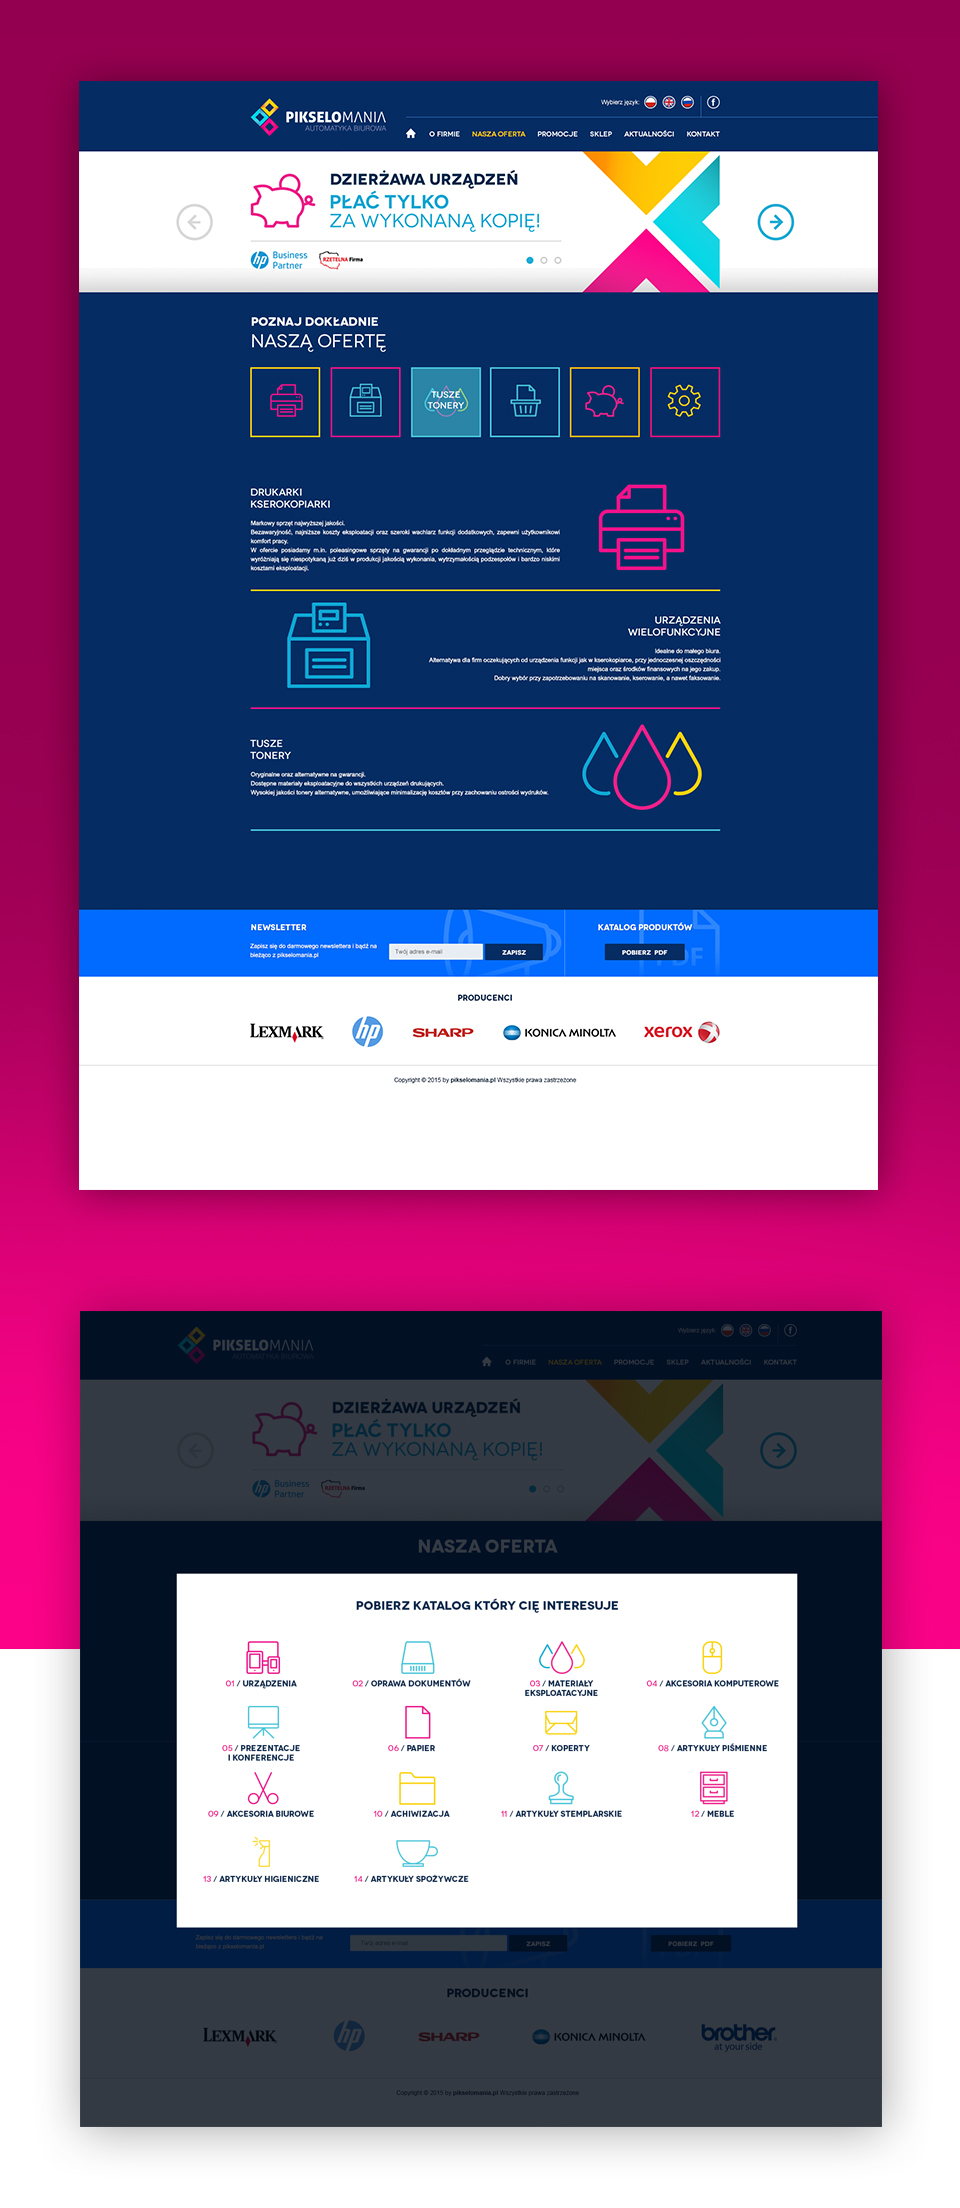 Wybierz język:
PIKSELOMANIA
AUTOMATYKA BIUROWA
O FIRMIE NASZA OFERTA PROMOCJE SKLEP AKTUALNOŚCI KONTAKT
DZIERŻAWA URZĄDZEŃ
PŁAĆ TYLKO
ZA WYKONANĄ KOPIĘ!
hp Business
Partner
RZETELNA Firma
POZNAJ DOKŁADNIE
NASZĄ OFERTĘ
TUSZE
TONERY
DRUKARKI
KSEROKOPIARKI
Markowy sprzęt najwyższej jakości.
Bezawaryjność, najniższe koszty eksploatacji oraz szeroki wachlarz funkcji dodatkowych, zapewni użytkownikowi
komfort pracy.
W ofercie posiadamy m.in. poleasingowe sprzęty na gwarancji po dokładnym przeglądzie technicznym, które
wyróżniają się niespotykaną już dziś w produkcji jakością wykonania, wytrzymałością podzespołów i bardzo niskimi
kosztami eksploatacji.
URZĄDZENIA
WIELOFUNKCYJNE
Idealne do małego biura.
Alternatywa dla firm oczekujących od urządzenia funkcji jak w kserokopiarce, przy jednoczesnej oszczędności
miejsca oraz środków finansowych na jego zakup.
Dobry wybór przy zapotrzebowaniu na skanowanie, kserowanie, a nawet faksowanie.
TUSZE
TONERY
Oryginalne oraz alternatywne na gwarancji.
Dostępne materiały eksploatacyjne do wszystkich urządzeń drukujących.
Wysokiej jakości tonery alternatywne, umożliwiające minimalizację kosztów przy zachowaniu ostrości wydruków.
NEWSLETTER
Zapisz się do darmowego newslettera i bądź na
bieżąco z pikselomania.pl
Twój adres e-mail
ZAPISZ
KATALOG PRODUKTÓW
POBIERZ PDF
PDF
PRODUCENCI
LEXMARK hp SHARP KONICA MINOLTA xerox
Copyright © 2015 by pikselomania.pl Wszystkie prawa zastrzeżone
Wybierz język:
PIKSELOMANIA
AUTOMATYKA BIUROWA
O FIRMIE NASZA OFERTA PROMOCJE SKLEP AKTUALNOŚCI KONTAKT
DZIERŻAWA URZĄDZEŃ
PŁAĆ TYLKO
ZA WYKONANĄ KOPIĘ!
hp Business
Partner
RZETELNA Firma
NASZA OFERTA
POBIERZ KATALOG KTÓRY CIĘ INTERESUJE
01 / URZĄDZENIA
02 / OPRAWA DOKUMENTÓW
03 / MATERIAŁY
EKSPLOATACYJNE
04 / AKCESORIA KOMPUTEROWE
05 / PREZENTACJE
I KONFERENCJE
06 / PAPIER
07 / KOPERTY
08 / ARTYKUŁY PIŚMIENNE
09 / AKCESORIA BIUROWE
10 / ACHIWIZACJA
11 / ARTYKUŁY STEMPLARSKIE
12 / MEBLE
13 / ARTYKUŁY HIGIENICZNE
14 / ARTYKUŁY SPOŻYWCZE
Zapisz się do darmowego newslettera i bądź na
bieżąco z pikselomania.pl
Twój adres e-mail
ZAPISZ
POBIERZ PDF
PRODUCENCI
LEXMARK hp SHARP KONICA MINOLTA brother
at your side
Copyright © 2015 by pikselomania.pl Wszystkie prawa zastrzeżone